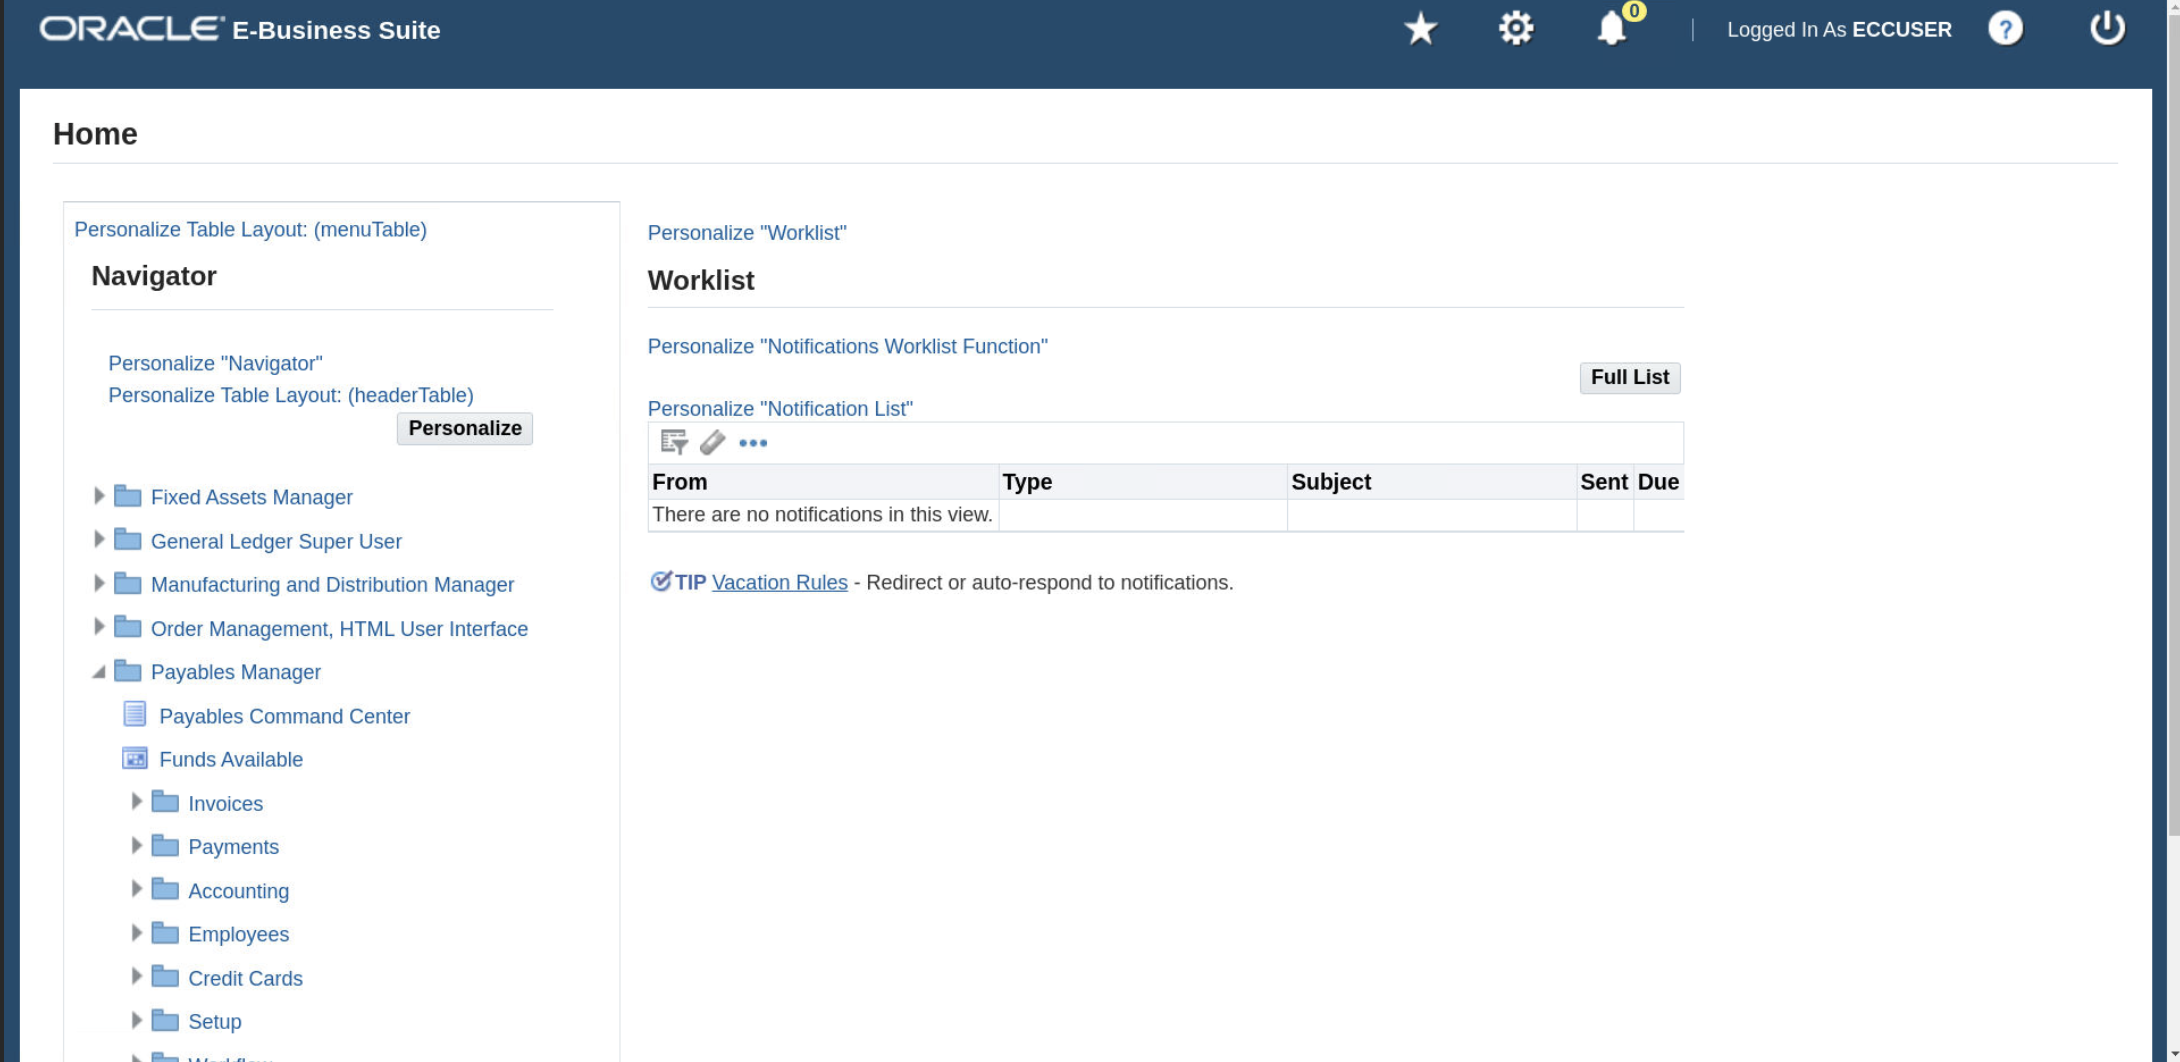 ORACLE E-Business Suite
0
Logged In As ECCUSER
?
Home
Personalize Table Layout: (menuTable)
Navigator
Personalize "Navigator"
Personalize Table Layout: (headerTable)
Personalize
Fixed Assets Manager
General Ledger Super User
Manufacturing and Distribution Manager
Order Management, HTML User Interface
Payables Manager
Payables Command Center
Funds Available
Invoices
Payments
Accounting
Employees
Credit Cards
Setup
Workflow
Personalize "Worklist"
Worklist
Personalize "Notifications Worklist Function"
Full List
Personalize "Notification List"
From Type Subject Sent Due
There are no notifications in this view.
TIP Vacation Rules - Redirect or auto-respond to notifications.